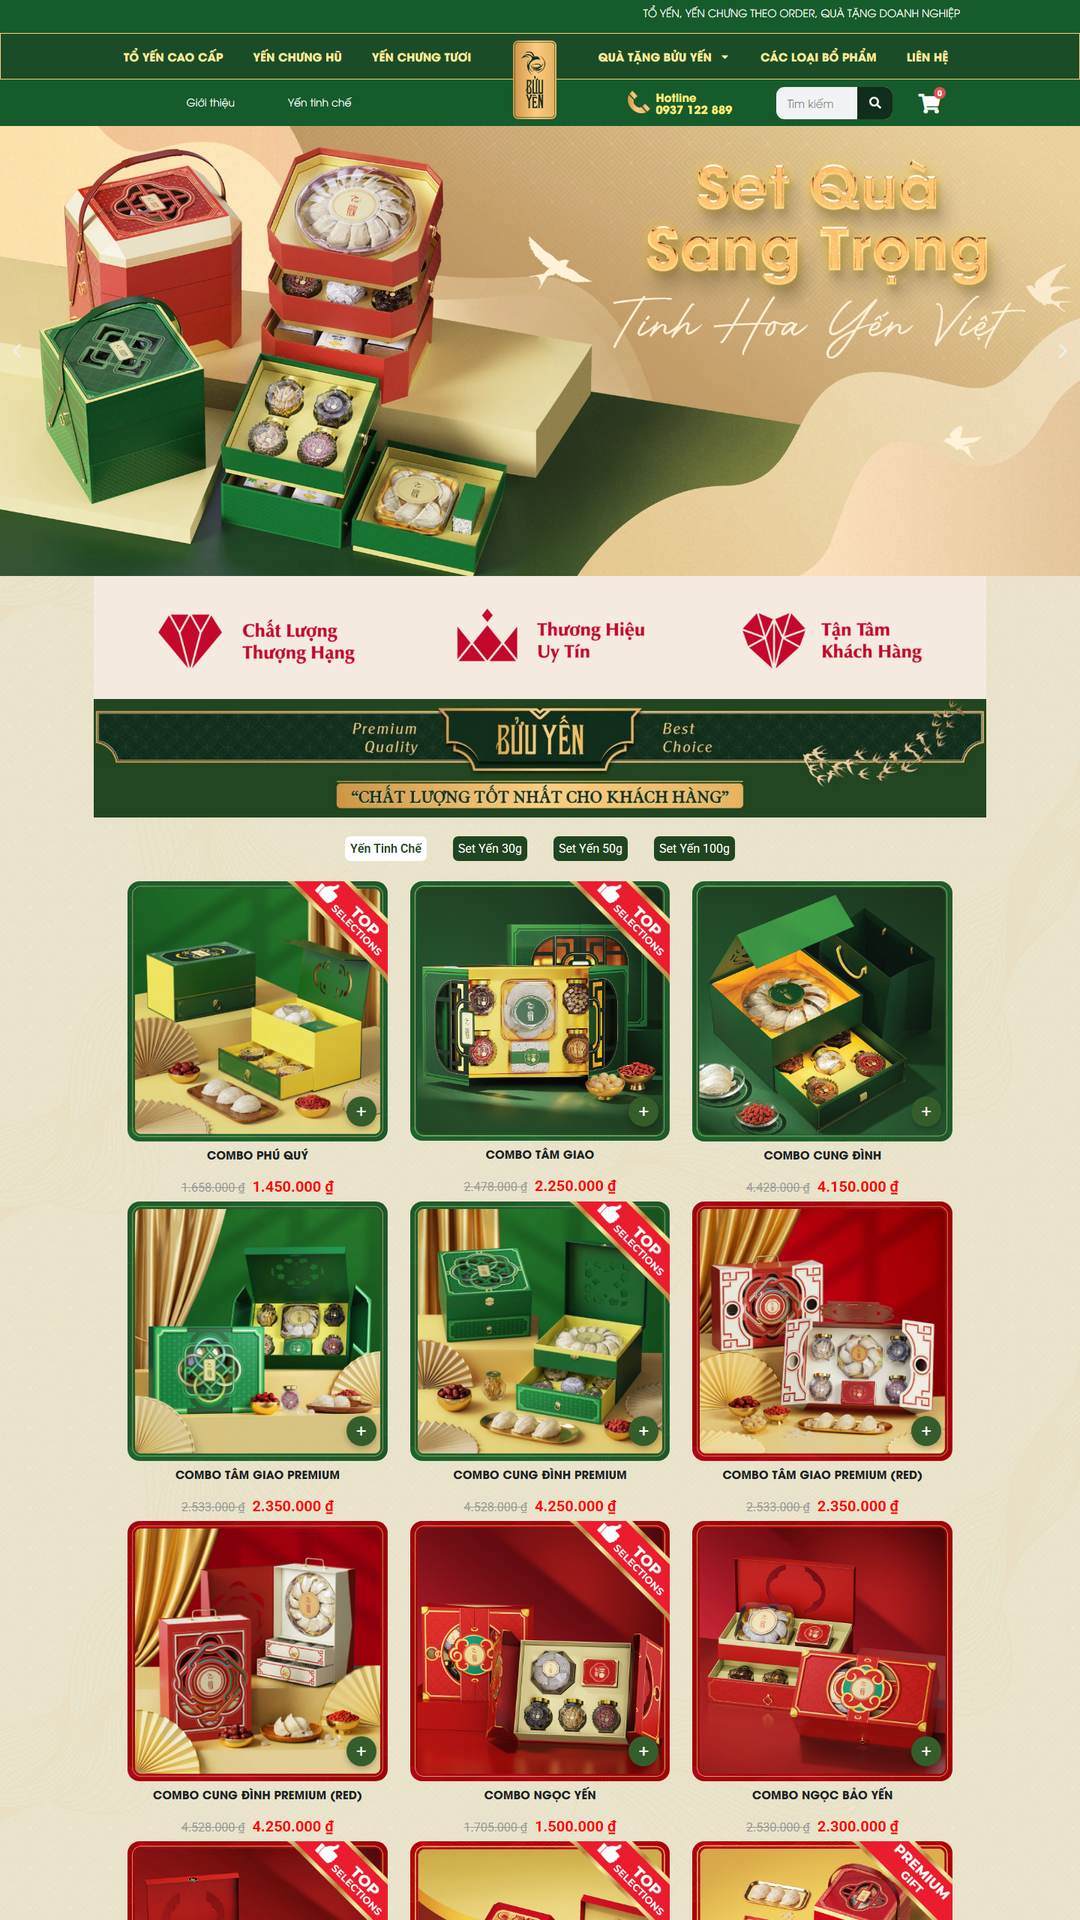 TỔ YẾN, YẾN CHƯNG THEO ORDER, QUÀ TẶNG DOANH NGHIỆP
TỔ YẾN CAO CẤP
YẾN CHƯNG HŨ
YẾN CHƯNG TƯƠI
BỬU YẾN
QUÀ TẶNG BỬU YẾN
CÁC LOẠI BỔ PHẨM
LIÊN HỆ
Giới thiệu
Yến tinh chế
Hotline
0937 122 889
Tìm kiếm
0
Set Quà
Sang Trọng
Tinh Hoa Yến Việt
Chất Lượng
Thượng Hạng
Thương Hiệu
Uy Tín
Tận Tâm
Khách Hàng
Premium
Quality
BỬU YẾN
Best
Choice
“CHẤT LƯỢNG TỐT NHẤT CHO KHÁCH HÀNG”
Yến Tinh Chế
Set Yến 30g
Set Yến 50g
Set Yến 100g
TOP
SELECTIONS
TOP
SELECTIONS
+
+
+
COMBO PHÚ QUÝ
COMBO TÂM GIAO
COMBO CUNG ĐÌNH
1.658.000 ₫ 1.450.000 ₫
2.478.000 ₫ 2.250.000 ₫
4.428.000 ₫ 4.150.000 ₫
TOP
SELECTIONS
+
+
+
COMBO TÂM GIAO PREMIUM
COMBO CUNG ĐÌNH PREMIUM
COMBO TÂM GIAO PREMIUM (RED)
2.533.000 ₫ 2.350.000 ₫
4.528.000 ₫ 4.250.000 ₫
2.533.000 ₫ 2.350.000 ₫
TOP
SELECTIONS
+
+
+
COMBO CUNG ĐÌNH PREMIUM (RED)
COMBO NGỌC YẾN
COMBO NGỌC BẢO YẾN
4.528.000 ₫ 4.250.000 ₫
1.705.000 ₫ 1.500.000 ₫
2.530.000 ₫ 2.300.000 ₫
TOP
SELECTIONS
TOP
SELECTIONS
PREMIUM
GIFT